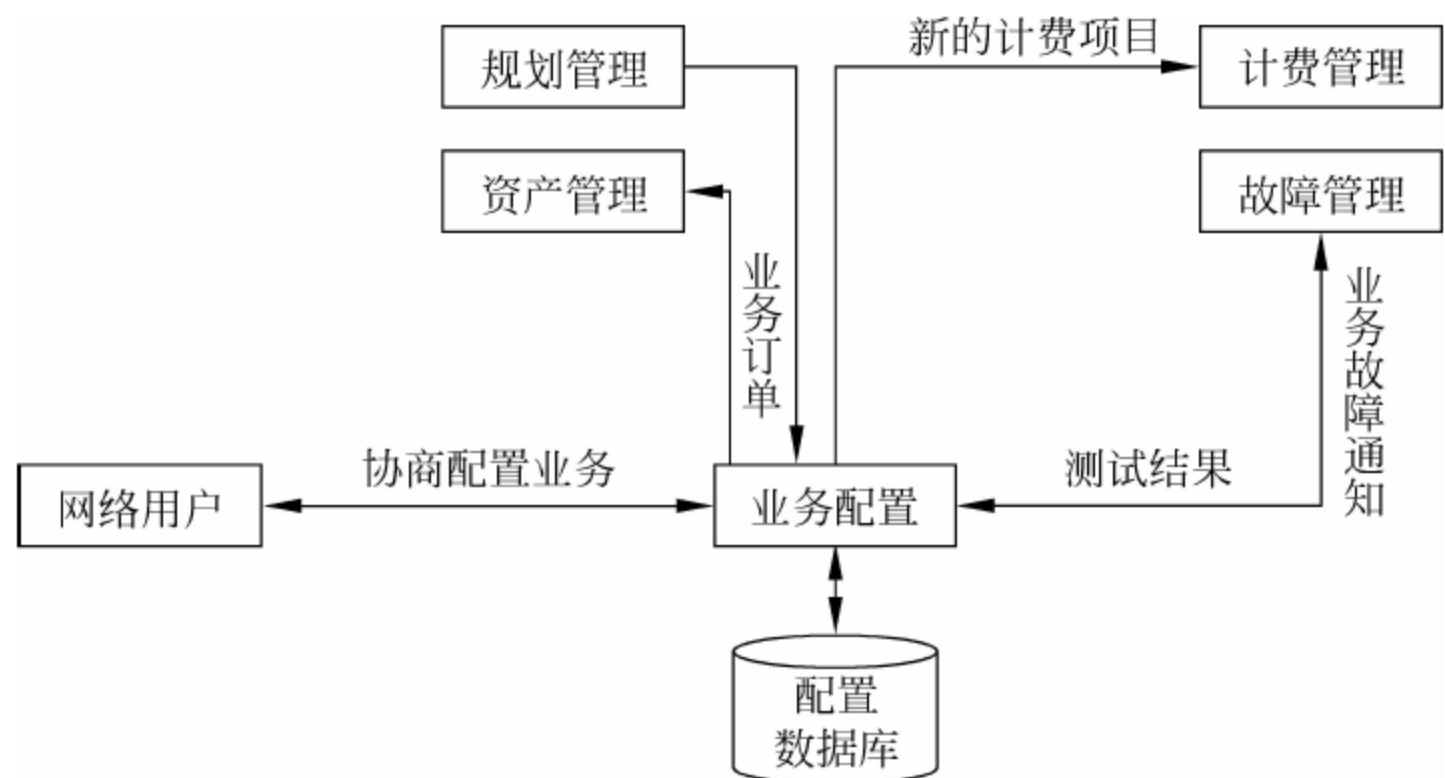 规划管理
新的计费项目
计费管理
资产管理
故障管理
业务订单
业务故障通知
网络用户
协商配置业务
业务配置
测试结果
配置
数据库